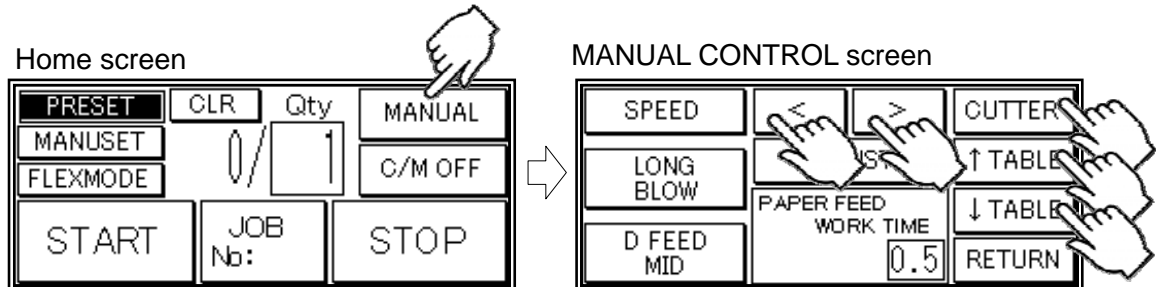 Home screen
PRESET
CLR
Qty
MANUAL
MANUSET
0/
1
FLEXMODE
C/M OFF
START
JOB
No:
STOP
MANUAL CONTROL screen
SPEED
<
>
CUTTER
LONG
BLOW
↑ TABLE
PAPER FEED
WORK TIME
0.5
↓ TABLE
D FEED
MID
RETURN